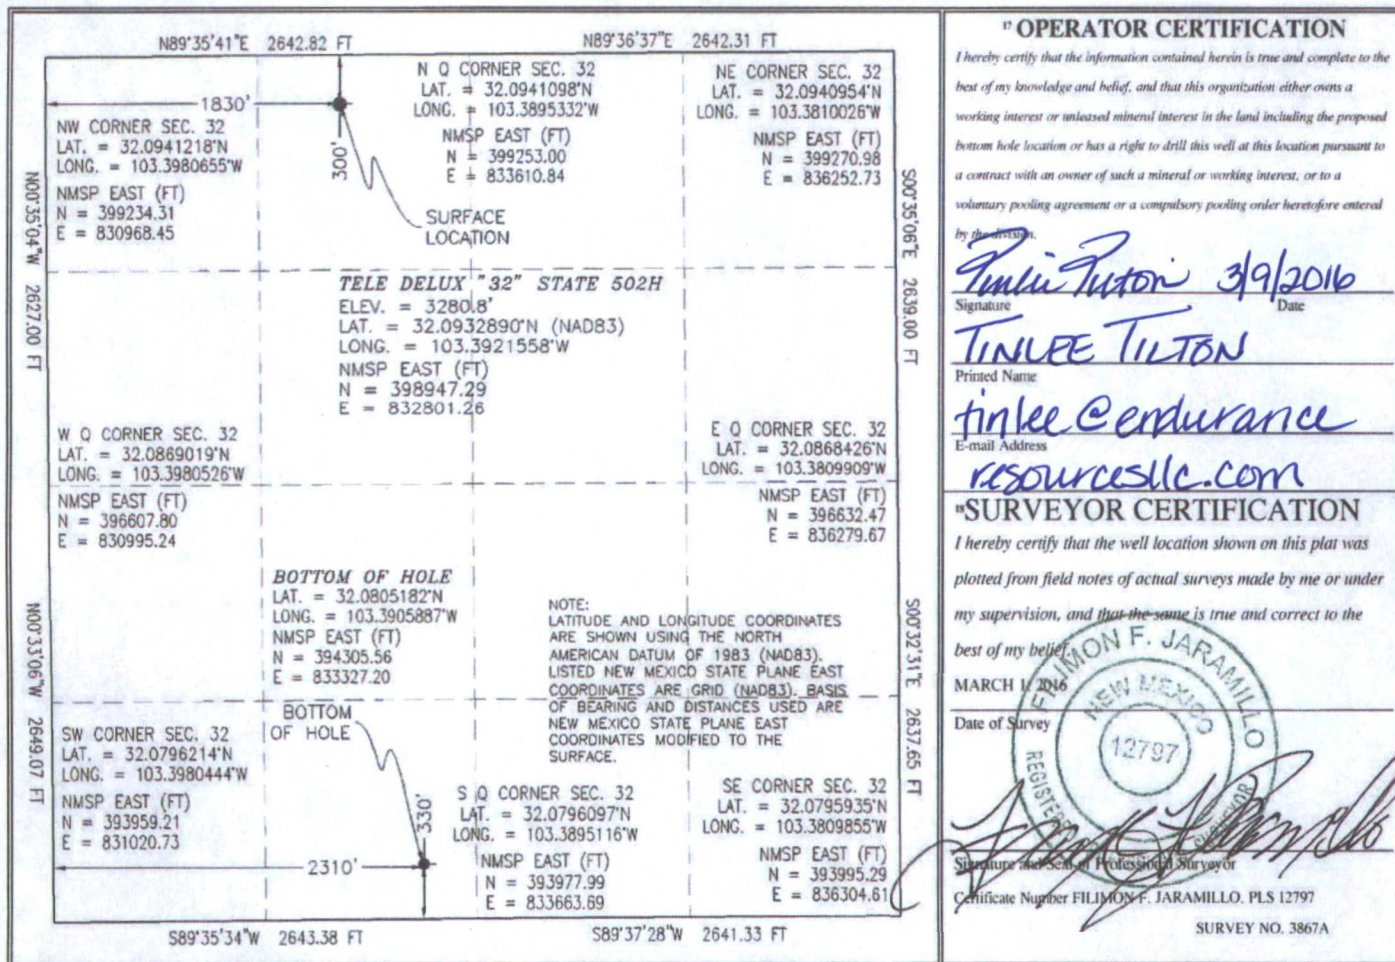 N89°35'41"E 2642.82 FT
N89°36'37"E 2642.31 FT
1830'
300'
NW CORNER SEC. 32
LAT. = 32.0941218°N
LONG. = 103.3980655°W
NMSP EAST (FT)
N = 399234.31
E = 830968.45
N Q CORNER SEC. 32
LAT. = 32.0941098°N
LONG. = 103.3895332°W
NMSP EAST (FT)
N = 399253.00
E = 833610.84
NE CORNER SEC. 32
LAT. = 32.0940954°N
LONG. = 103.3810026°W
NMSP EAST (FT)
N = 399270.98
E = 836252.73
SURFACE
LOCATION
N00°35'04"W 2627.00 FT
S00°35'06"E 2639.00 FT
TELE DELUX "32" STATE 502H
ELEV. = 3280.8'
LAT. = 32.0932890°N (NAD83)
LONG. = 103.3921558°W
NMSP EAST (FT)
N = 398947.29
E = 832801.26
W Q CORNER SEC. 32
LAT. = 32.0869019°N
LONG. = 103.3980526°W
NMSP EAST (FT)
N = 396607.80
E = 830995.24
E Q CORNER SEC. 32
LAT. = 32.0868426°N
LONG. = 103.3809909°W
NMSP EAST (FT)
N = 396632.47
E = 836279.67
BOTTOM OF HOLE
LAT. = 32.0805182°N
LONG. = 103.3905887°W
NMSP EAST (FT)
N = 394305.56
E = 833327.20
NOTE:
LATITUDE AND LONGITUDE COORDINATES
ARE SHOWN USING THE NORTH
AMERICAN DATUM OF 1983 (NAD83).
LISTED NEW MEXICO STATE PLANE EAST
COORDINATES ARE GRID (NAD83). BASIS
OF BEARING AND DISTANCES USED ARE
NEW MEXICO STATE PLANE EAST
COORDINATES MODIFIED TO THE
SURFACE.
N00°33'06"W 2649.07 FT
S00°32'31"E 2637.65 FT
BOTTOM
OF HOLE
SW CORNER SEC. 32
LAT. = 32.0796214°N
LONG. = 103.3980444°W
NMSP EAST (FT)
N = 393959.21
E = 831020.73
2310'
330'
S Q CORNER SEC. 32
LAT. = 32.0796097°N
LONG. = 103.3895116°W
NMSP EAST (FT)
N = 393977.99
E = 833663.69
SE CORNER SEC. 32
LAT. = 32.0795935°N
LONG. = 103.3809855°W
NMSP EAST (FT)
N = 393995.29
E = 836304.61
S89°35'34"W 2643.38 FT
S89°37'28"W 2641.33 FT
17 OPERATOR CERTIFICATION
I hereby certify that the information contained herein is true and complete to the
best of my knowledge and belief, and that this organization either owns a
working interest or unleased mineral interest in the land including the proposed
bottom hole location or has a right to drill this well at this location pursuant to
a contract with an owner of such a mineral or working interest, or to a
voluntary pooling agreement or a compulsory pooling order heretofore entered
by the division.
Tinlee Tilton 3/9/2016
Signature Date
TINLEE TILTON
Printed Name
tinlee@endurance
E-mail Address
resourcesllc.com
18 SURVEYOR CERTIFICATION
I hereby certify that the well location shown on this plat was
plotted from field notes of actual surveys made by me or under
my supervision, and that the same is true and correct to the
best of my belief.
MARCH 1, 2016
Date of Survey
FILIMON F. JARAMILLO
NEW MEXICO
12797
SURVEYOR
Signature and Seal of Professional Surveyor
Certificate Number FILIMON F. JARAMILLO, PLS 12797
SURVEY NO. 3867A